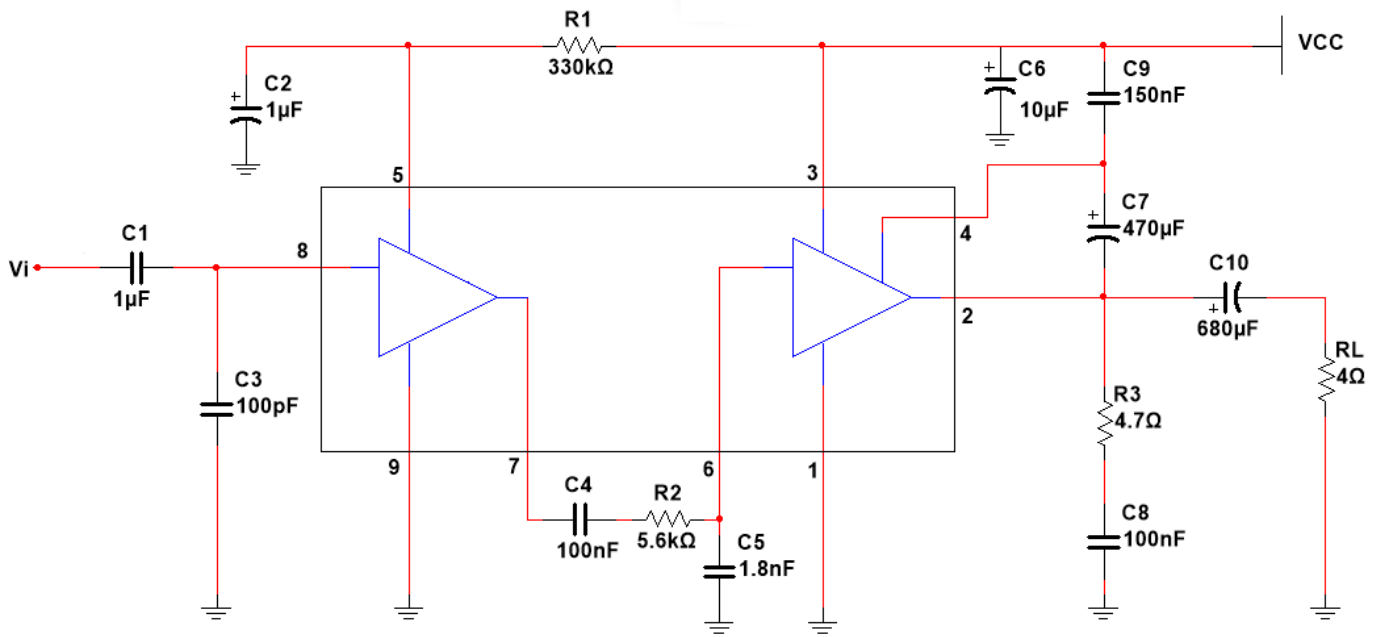 R1
330kΩ
VCC
C2
1µF
C6
10µF
C9
150nF
5
3
4
C7
470µF
C1
1µF
Vi
8
2
C10
680µF
C3
100pF
RL
4Ω
R3
4.7Ω
9
7
6
1
C4
100nF
R2
5.6kΩ
C5
1.8nF
C8
100nF
+
+
+
+